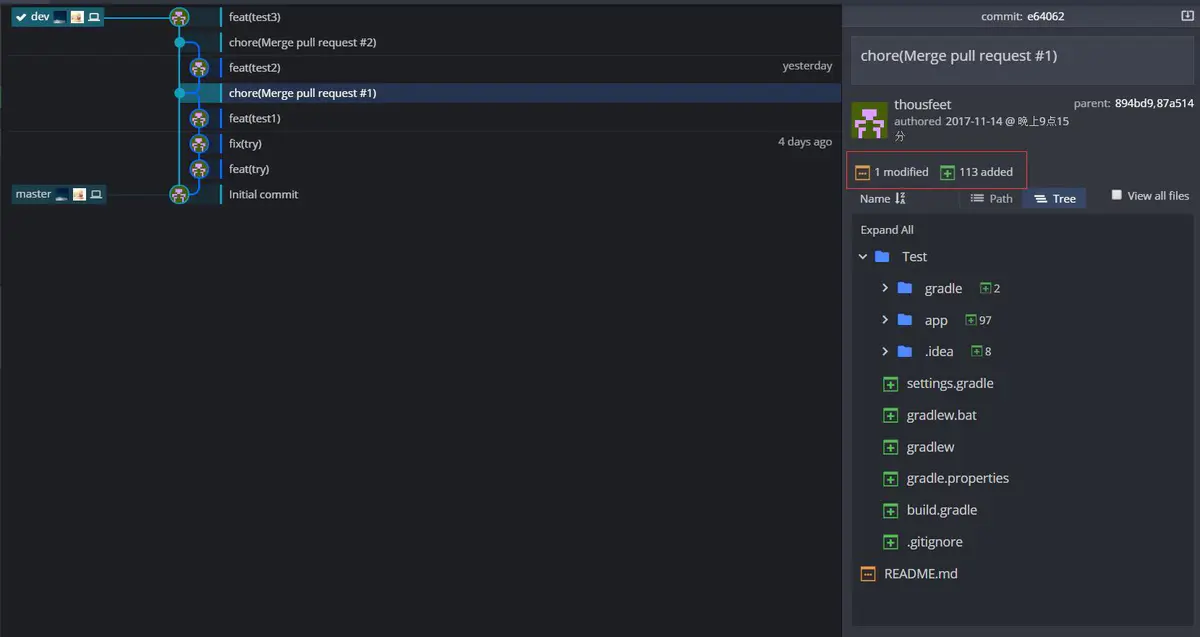 dev
feat(test3)
chore(Merge pull request #2)
feat(test2)
yesterday
chore(Merge pull request #1)
feat(test1)
fix(try)
4 days ago
feat(try)
master
Initial commit
commit: e64062
chore(Merge pull request #1)
thousfeet
parent: 894bd9,87a514
authored 2017-11-14 @ 晚上9点15
分
1 modified 113 added
Name Path Tree View all files
Expand All
Test
gradle 2
app 97
.idea 8
settings.gradle
gradlew.bat
gradlew
gradle.properties
build.gradle
.gitignore
README.md